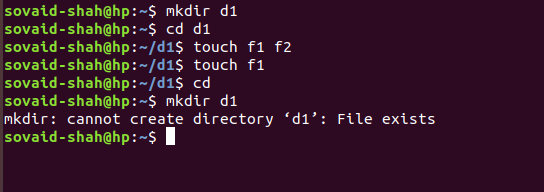 sovaid-shah@hp:~$ mkdir d1
sovaid-shah@hp:~$ cd d1
sovaid-shah@hp:~/d1$ touch f1 f2
sovaid-shah@hp:~/d1$ touch f1
sovaid-shah@hp:~/d1$ cd
sovaid-shah@hp:~$ mkdir d1
mkdir: cannot create directory ‘d1’: File exists
sovaid-shah@hp:~$